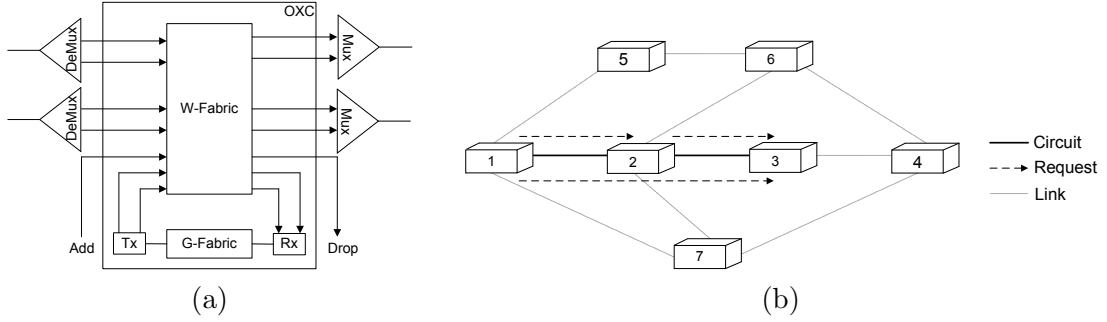 OXC
DeMux
Mux
W-Fabric
DeMux
Mux
Add
Tx
G-Fabric
Rx
Drop
(a)
5
6
1
2
3
4
7
Circuit
Request
Link
(b)